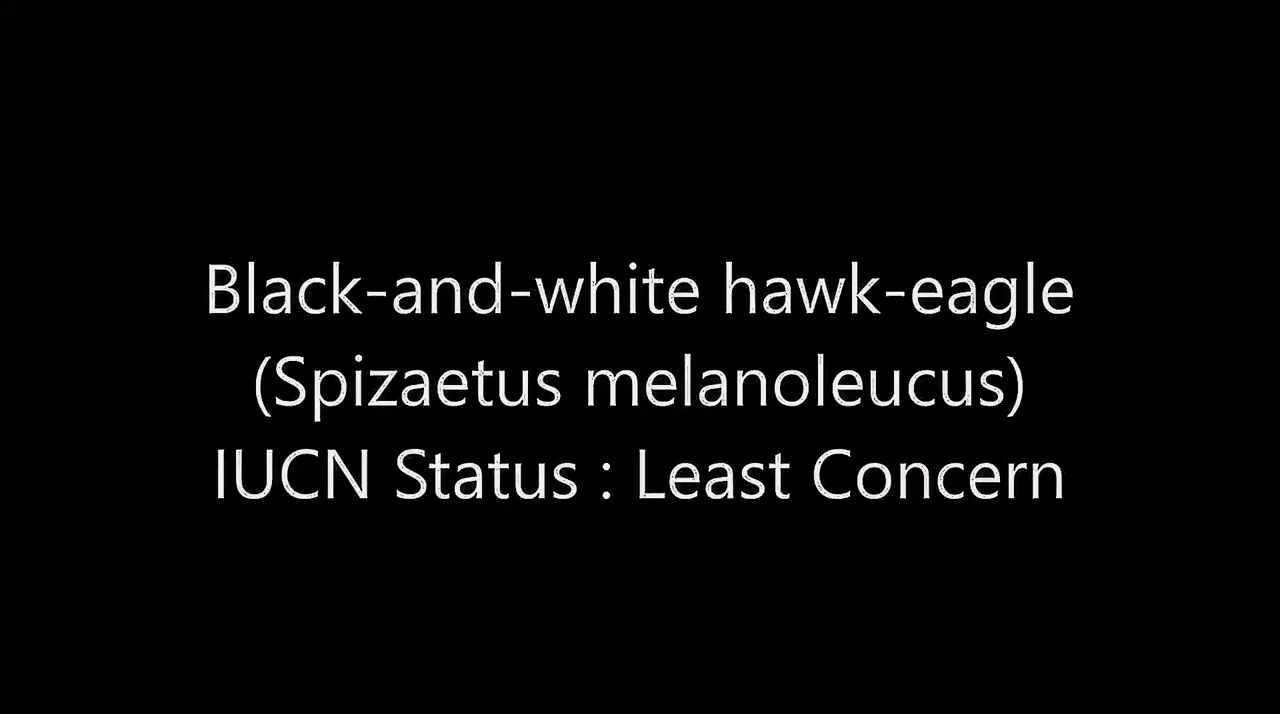 Black-and-white hawk-eagle
(Spizaetus melanoleucus)
IUCN Status : Least Concern